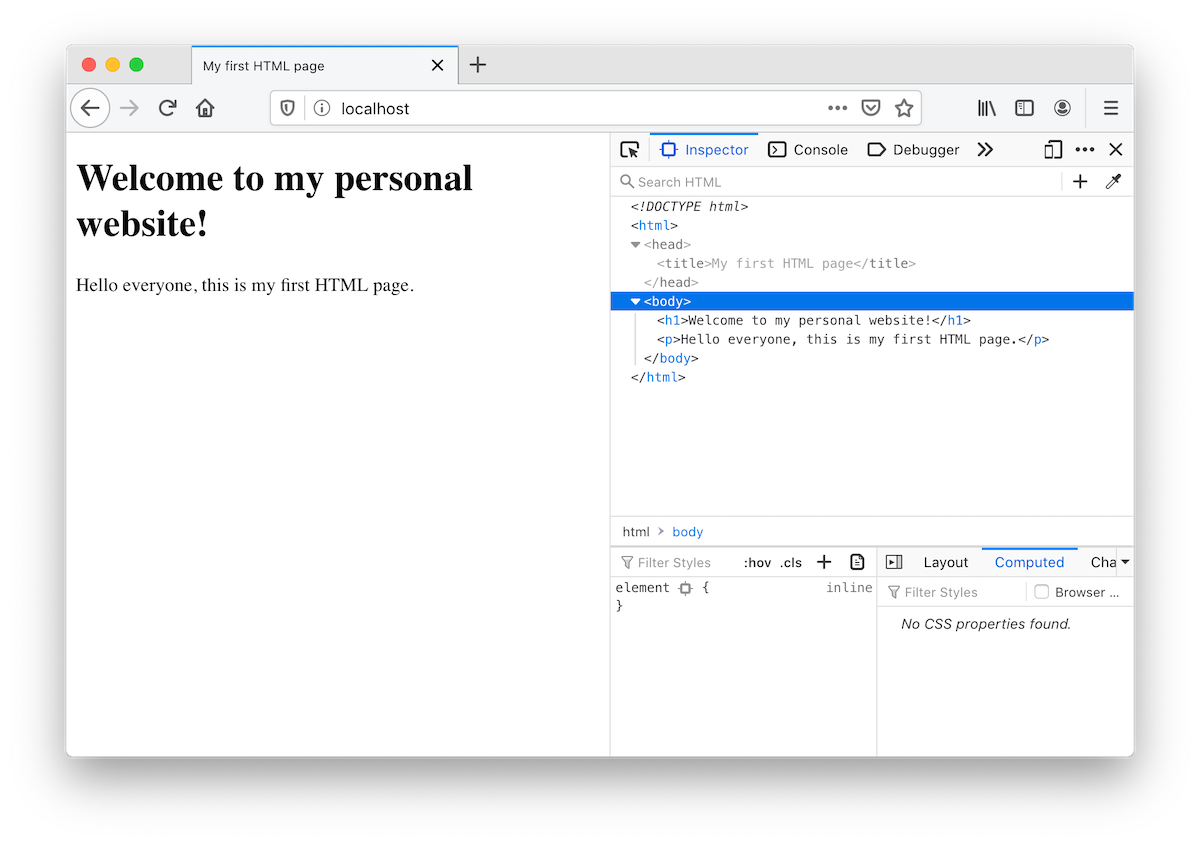 My first HTML page
localhost
Welcome to my personal
website!
Hello everyone, this is my first HTML page.
Inspector
Console
Debugger
Search HTML
<!DOCTYPE html>
<html>
<head>
<title>My first HTML page</title>
</head>
<body>
<h1>Welcome to my personal website!</h1>
<p>Hello everyone, this is my first HTML page.</p>
</body>
</html>
html > body
Filter Styles :hov .cls
element { inline
}
Layout Computed Cha
Filter Styles Browser ...
No CSS properties found.